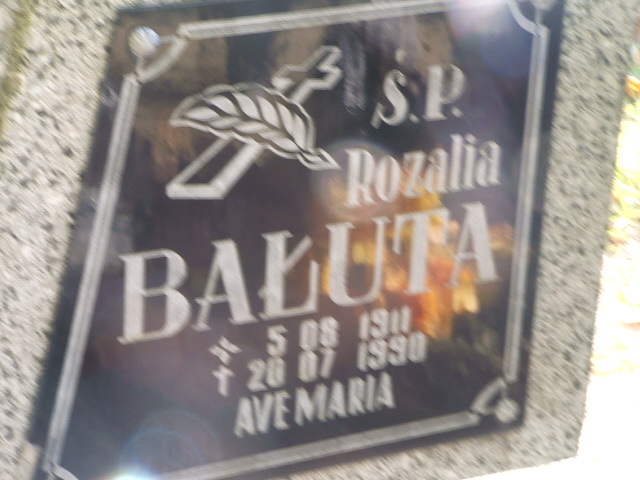 Ś.P.
Rozalia
BAŁUTA
5 08 1911
† 20 07 1990
AVE MARIA